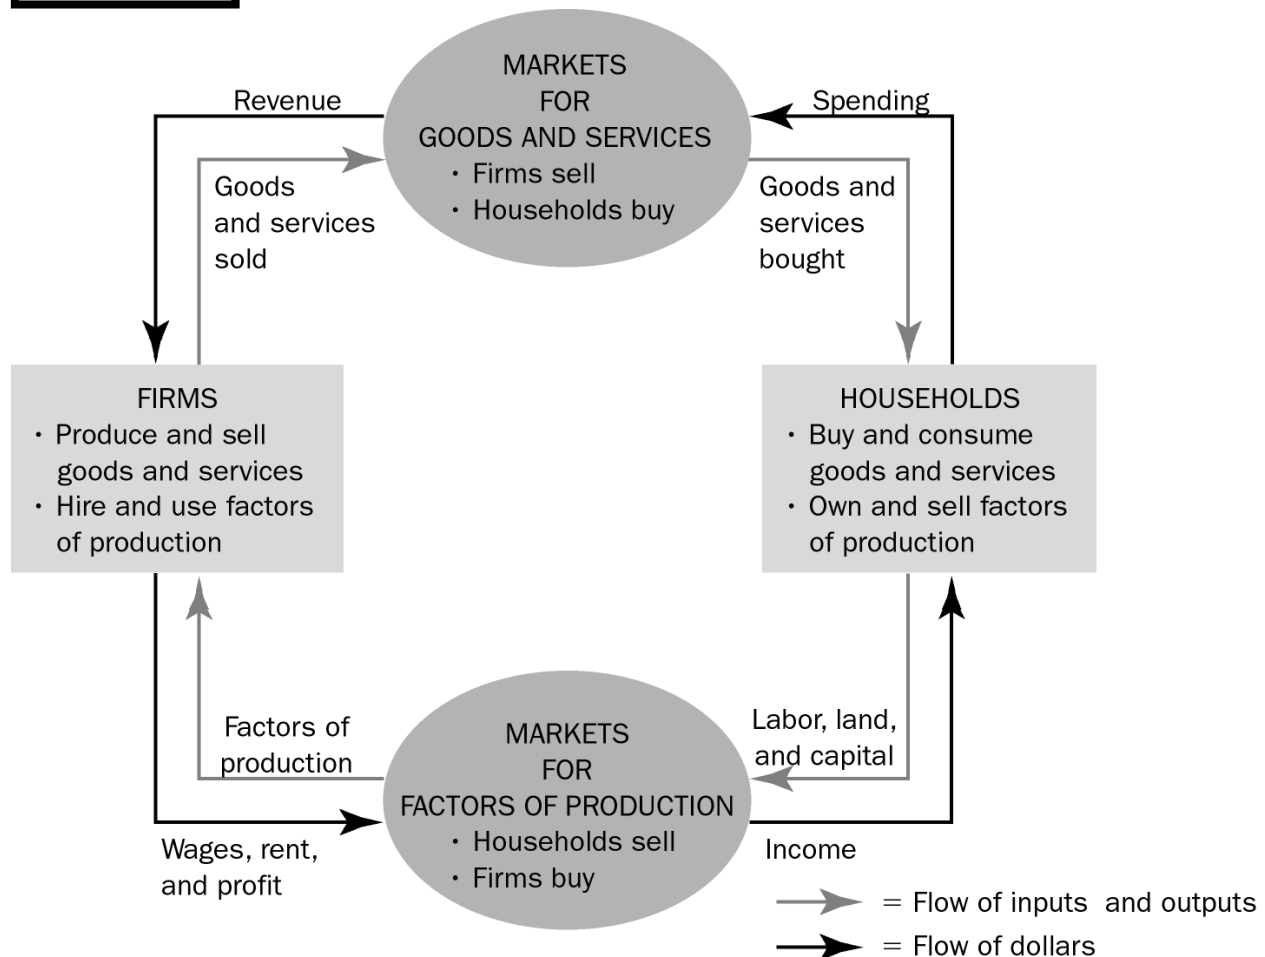 MARKETS
FOR
GOODS AND SERVICES
• Firms sell
• Households buy
Revenue
Spending
Goods
and services
sold
Goods and
services
bought
FIRMS
• Produce and sell
goods and services
• Hire and use factors
of production
HOUSEHOLDS
• Buy and consume
goods and services
• Own and sell factors
of production
Factors of
production
Labor, land,
and capital
MARKETS
FOR
FACTORS OF PRODUCTION
• Households sell
• Firms buy
Wages, rent,
and profit
Income
= Flow of inputs and outputs
= Flow of dollars